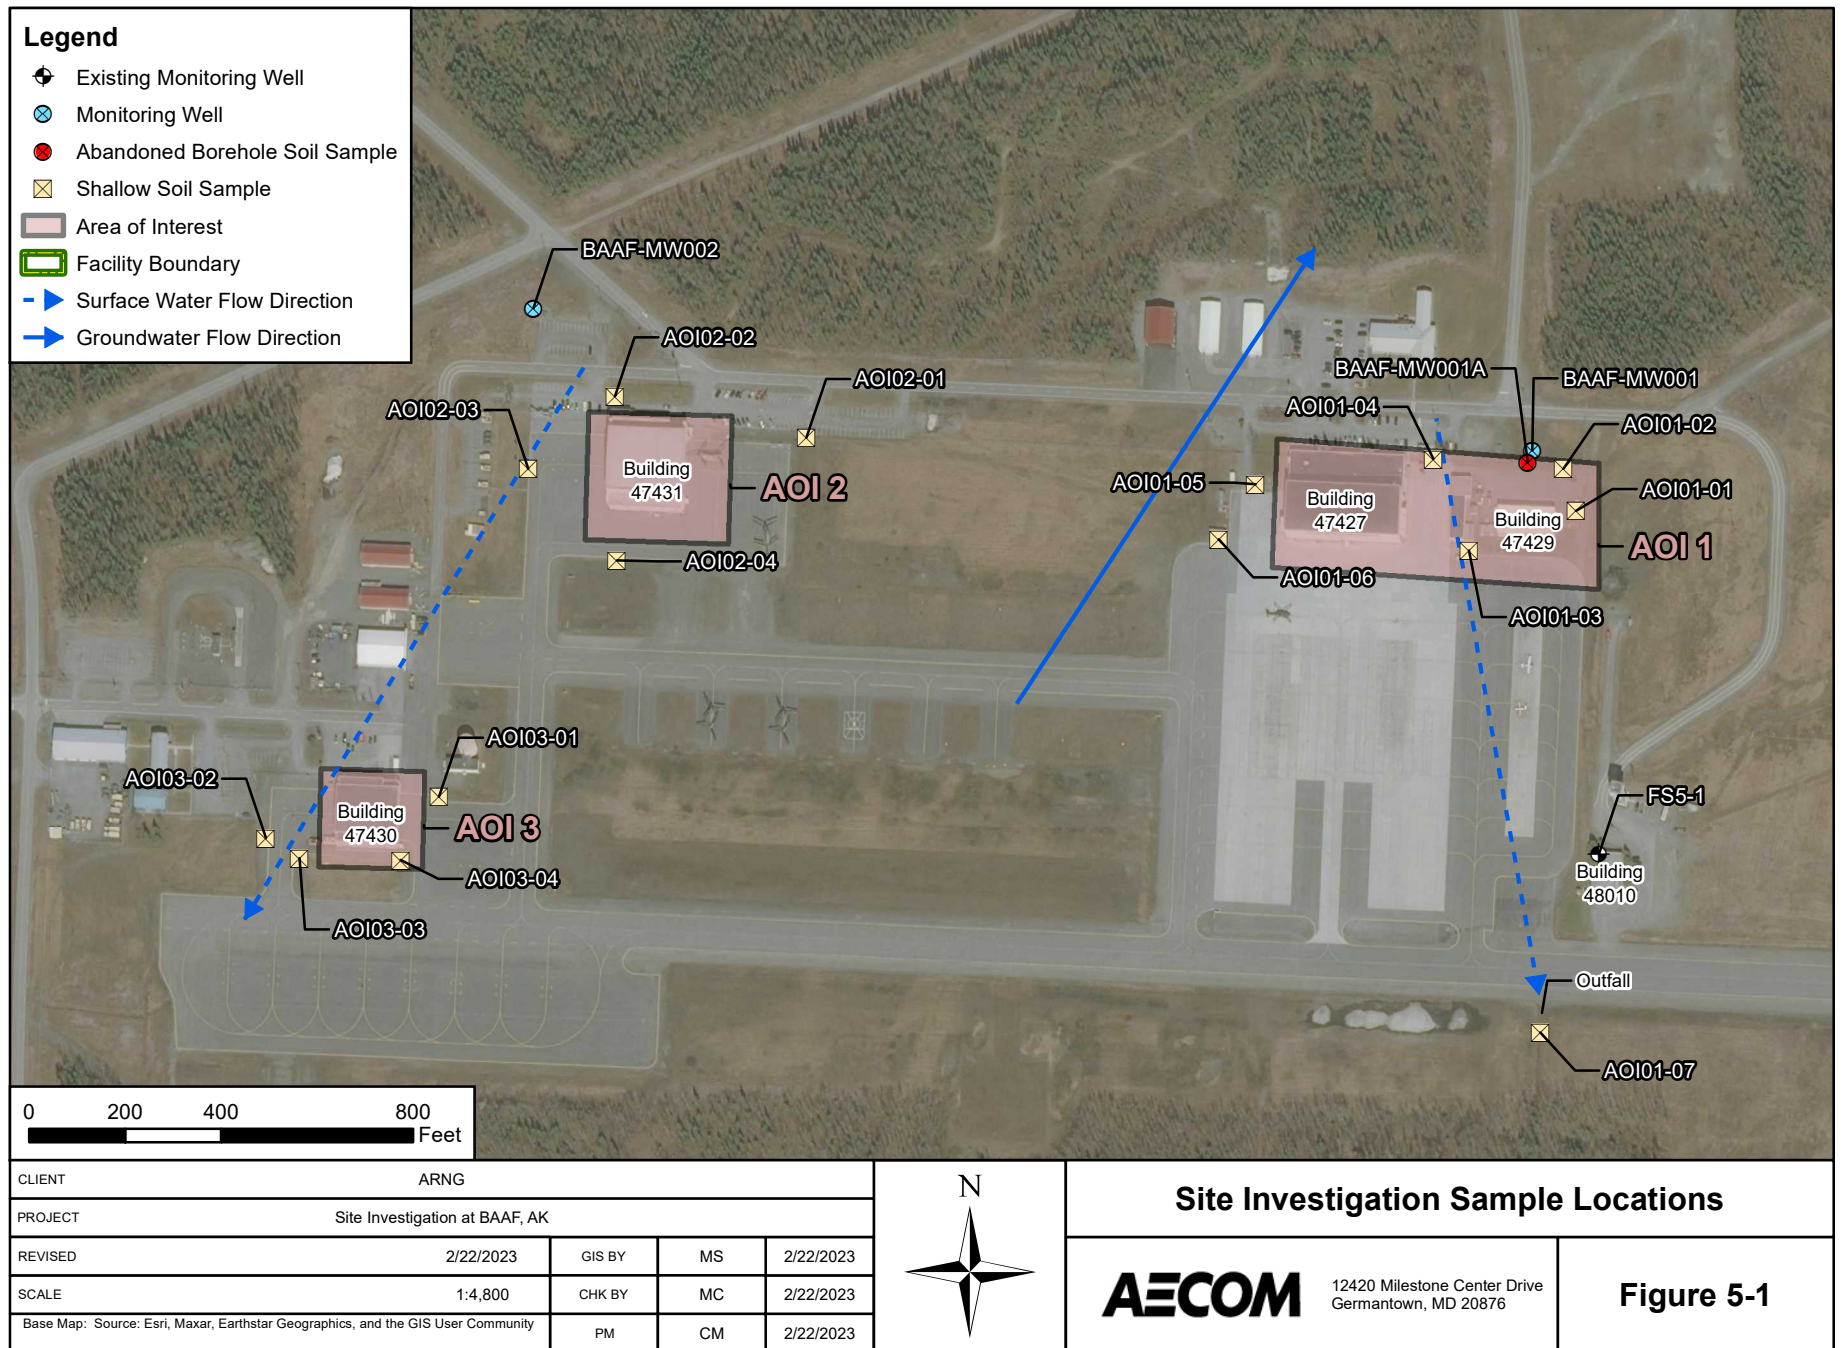 Legend
Existing Monitoring Well
Monitoring Well
Abandoned Borehole Soil Sample
Shallow Soil Sample
Area of Interest
Facility Boundary
Surface Water Flow Direction
Groundwater Flow Direction
BAAF-MW002
AOI02-02
AOI02-01
AOI02-03
Building
47431
AOI 2
AOI02-04
BAAF-MW001A
BAAF-MW001
AOI01-04
AOI01-02
AOI01-05
AOI01-01
Building
47427
Building
47429
AOI 1
AOI01-06
AOI01-03
AOI03-01
AOI03-02
Building
47430
AOI 3
AOI03-04
AOI03-03
FS5-1
Building
48010
Outfall
AOI01-07
0 200 400 800
Feet
CLIENT ARNG
PROJECT Site Investigation at BAAF, AK
REVISED 2/22/2023 GIS BY MS 2/22/2023
SCALE 1:4,800 CHK BY MC 2/22/2023
Base Map: Source: Esri, Maxar, Earthstar Geographics, and the GIS User Community
PM CM 2/22/2023
N
Site Investigation Sample Locations
AECOM
12420 Milestone Center Drive
Germantown, MD 20876
Figure 5-1